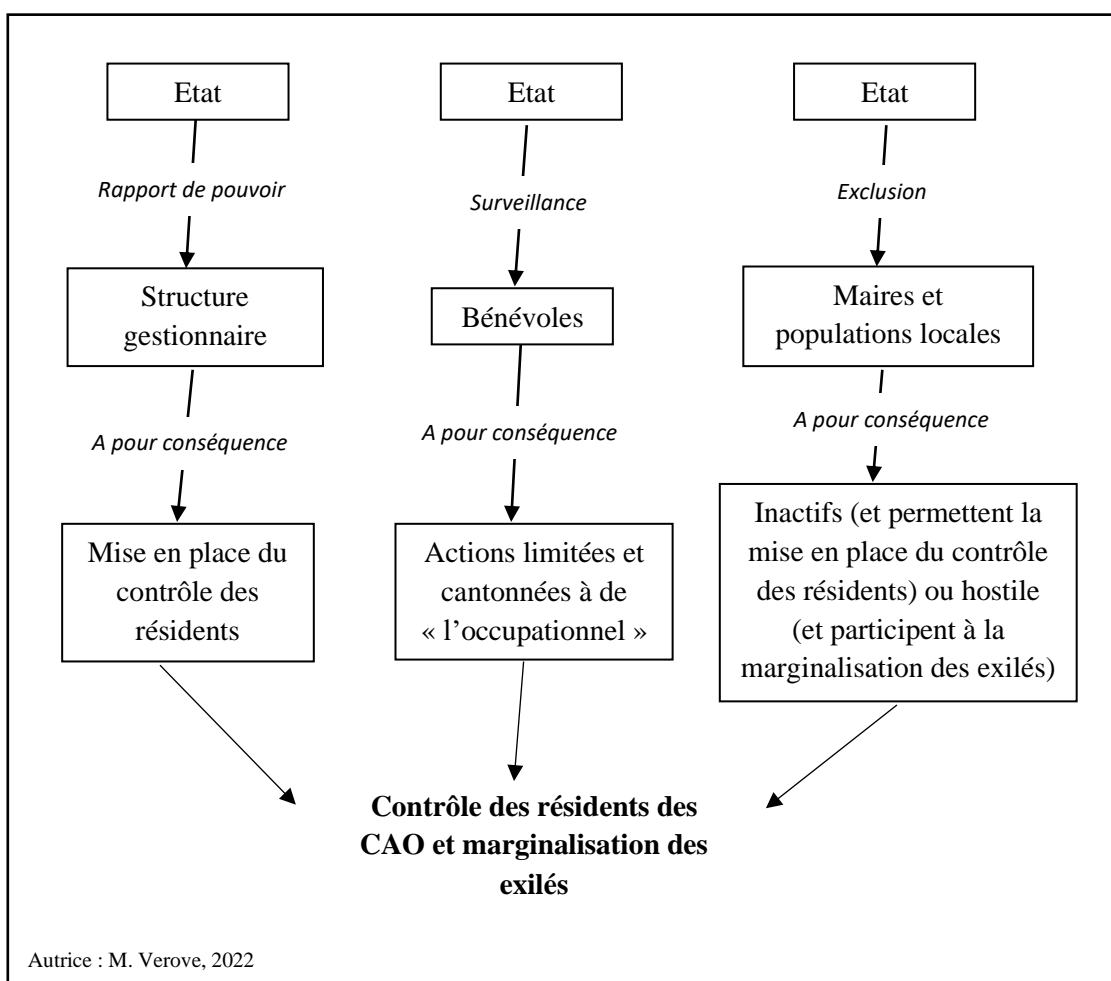 Etat
Etat
Etat
Rapport de pouvoir
Surveillance
Exclusion
Structure
gestionnaire
Bénévoles
Maires et
populations locales
A pour conséquence
A pour conséquence
A pour conséquence
Mise en place du
contrôle des
résidents
Actions limitées et
cantonnées à de
« l’occupationnel »
Inactifs (et permettent la
mise en place du contrôle
des résidents) ou hostile
(et participent à la
marginalisation des exilés)
Contrôle des résidents des
CAO et marginalisation des
exilés
Autrice : M. Verove, 2022